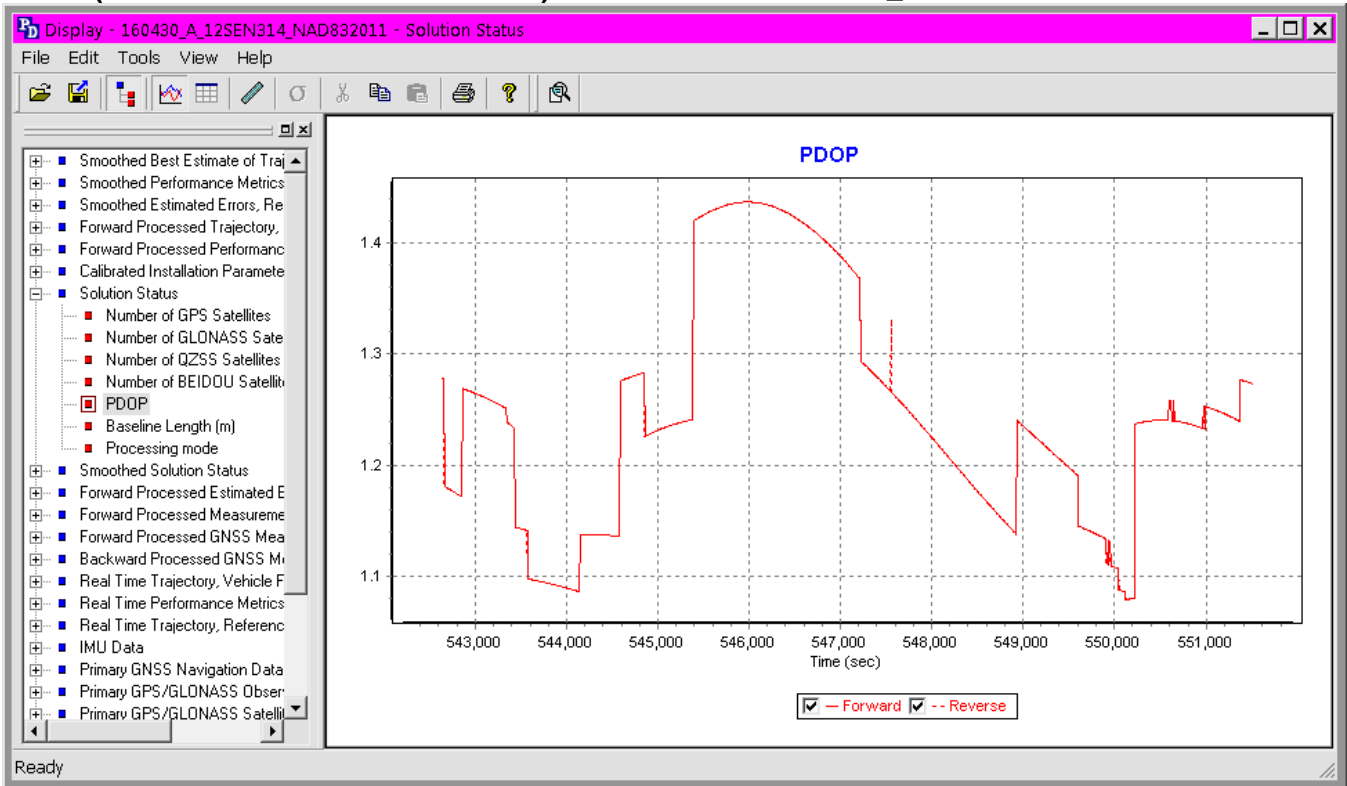 Display - 160430_A_12SEN314_NAD832011 - Solution Status
File Edit Tools View Help
Smoothed Best Estimate of Traj
Smoothed Performance Metrics
Smoothed Estimated Errors, Re
Forward Processed Trajectory,
Forward Processed Performanc
Calibrated Installation Paramete
Solution Status
Number of GPS Satellites
Number of GLONASS Sate
Number of QZSS Satellites
Number of BEIDOU Satellit
PDOP
Baseline Length (m)
Processing mode
Smoothed Solution Status
Forward Processed Estimated E
Forward Processed Measureme
Forward Processed GNSS Mea
Backward Processed GNSS M
Real Time Trajectory, Vehicle F
Real Time Performance Metrics
Real Time Trajectory, Referenc
IMU Data
Primary GNSS Navigation Data
Primary GPS/GLONASS Obser
Primary GPS/GLONASS Satelli
PDOP
1.4
1.3
1.2
1.1
543,000 544,000 545,000 546,000 547,000 548,000 549,000 550,000 551,000
Time (sec)
Forward Reverse
Ready